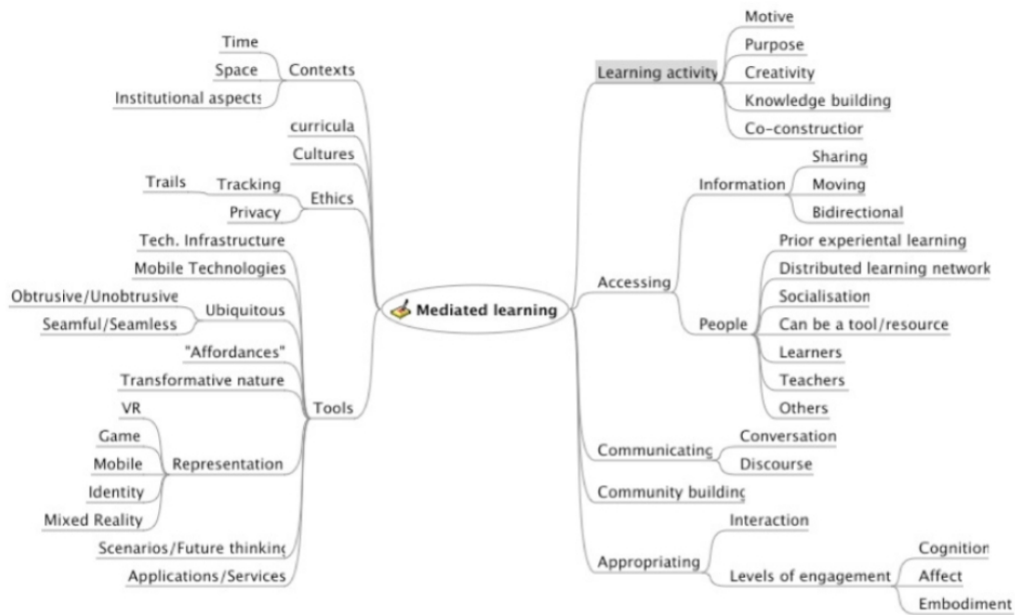 Mediated learning
Time
Space
Institutional aspects
Contexts
curricula
Cultures
Trails
Tracking
Privacy
Ethics
Tech. Infrastructure
Mobile Technologies
Obtrusive/Unobtrusive
Seamful/Seamless
Ubiquitous
"Affordances"
Transformative nature
VR
Game
Mobile
Identity
Mixed Reality
Representation
Scenarios/Future thinking
Applications/Services
Tools
Learning activity
Motive
Purpose
Creativity
Knowledge building
Co-constructior
Accessing
Information
Sharing
Moving
Bidirectional
People
Prior experiental learning
Distributed learning network
Socialisation
Can be a tool/resource
Learners
Teachers
Others
Communicating
Conversation
Discourse
Community building
Appropriating
Interaction
Levels of engagement
Cognition
Affect
Embodiment